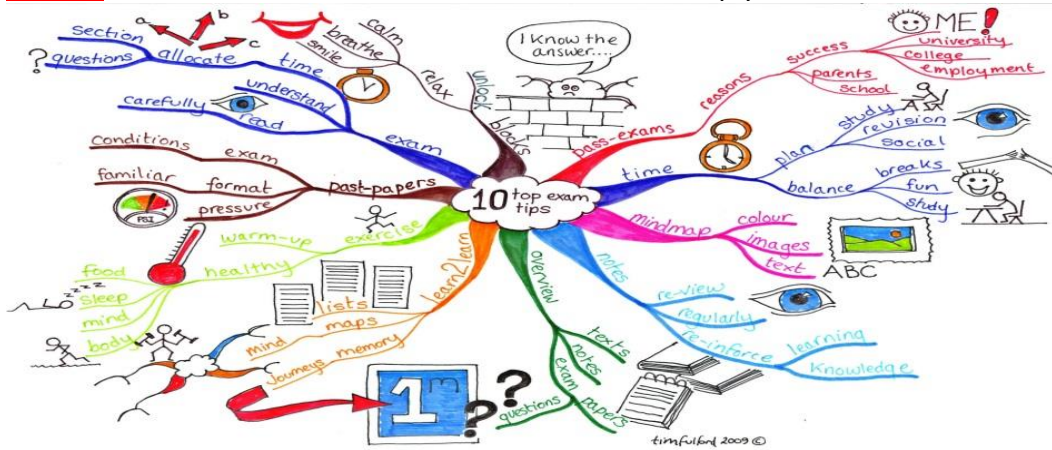 10 top exam tips
pass-exams
reasons
success
ME!
university
college
employment
parents
school
time
plan
study
revision
social
balance
breaks
fun
study
mindmap
colour
images
text
ABC
notes
re-view
regularly
re-inforce
learning
knowledge
overview
texts
notes
exam
papers
questions
1m
? ?
learn2learn
lists
mind maps
memory
Journeys
exercise
warm-up
healthy
food
sleep
zzzz
mind
body
past-papers
exam
conditions
format
familiar
pressure
PSI
exam
time
allocate
section
questions
?
a b c
understand
read
carefully
blocks
unlock
relax
calm
breathe
smile
I know the
answer....
timfulford 2009 ©